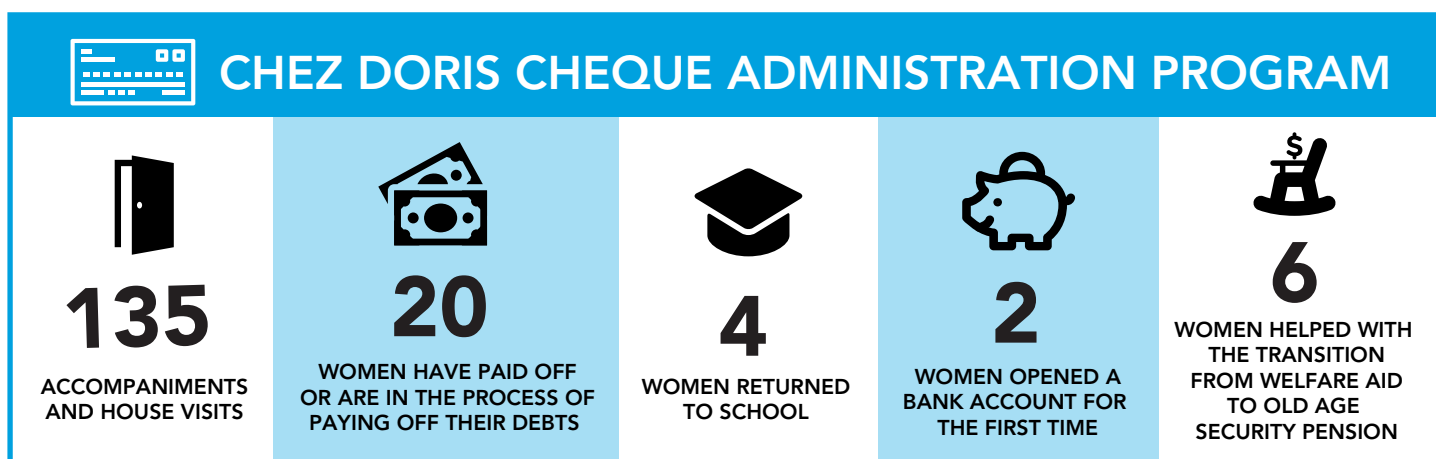 CHEZ DORIS CHEQUE ADMINISTRATION PROGRAM
135
ACCOMPANIMENTS
AND HOUSE VISITS
20
WOMEN HAVE PAID OFF
OR ARE IN THE PROCESS OF
PAYING OFF THEIR DEBTS
4
WOMEN RETURNED
TO SCHOOL
2
WOMEN OPENED A
BANK ACCOUNT FOR
THE FIRST TIME
$
6
WOMEN HELPED WITH
THE TRANSITION
FROM WELFARE AID
TO OLD AGE
SECURITY PENSION